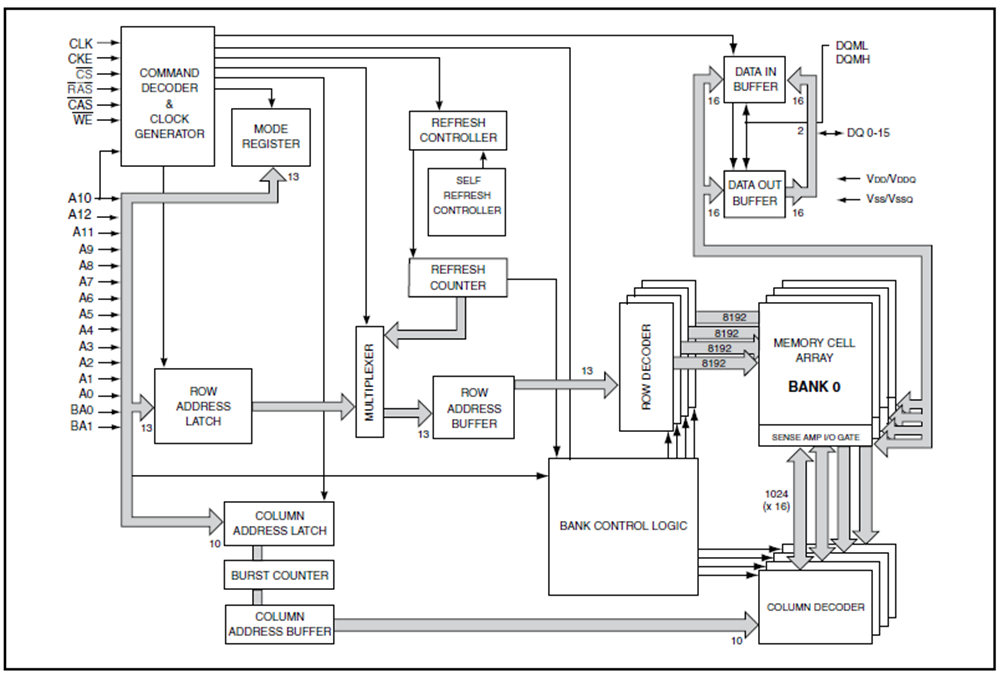 CLK
CKE
CS
RAS
CAS
WE
COMMAND
DECODER
&
CLOCK
GENERATOR
MODE
REGISTER
13
A10
A12
A11
A9
A8
A7
A6
A5
A4
A3
A2
A1
A0
BA0
BA1
REFRESH
CONTROLLER
SELF
REFRESH
CONTROLLER
REFRESH
COUNTER
DATA IN
BUFFER
16
16
DQML
DQMH
2
DQ 0-15
DATA OUT
BUFFER
16
16
VDD/VDDQ
Vss/VssQ
13
ROW
ADDRESS
LATCH
MULTIPLEXER
13
ROW
ADDRESS
BUFFER
13
ROW DECODER
8192
8192
8192
8192
MEMORY CELL
ARRAY
BANK 0
SENSE AMP I/O GATE
1024
(x 16)
BANK CONTROL LOGIC
10
COLUMN
ADDRESS LATCH
BURST COUNTER
COLUMN
ADDRESS BUFFER
10
COLUMN DECODER